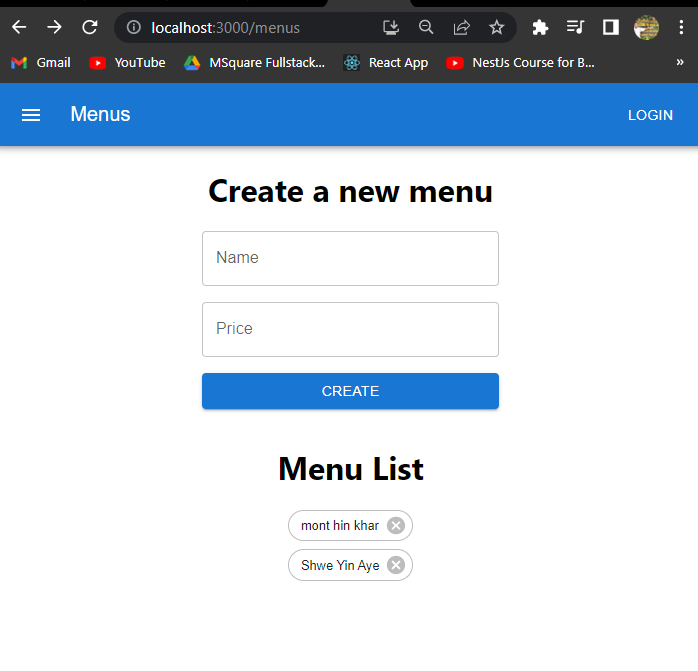 localhost:3000/menus
Gmail YouTube MSquare Fullstack... React App NestJs Course for B... »
Menus LOGIN
Create a new menu
Name
Price
CREATE
Menu List
mont hin khar
Shwe Yin Aye